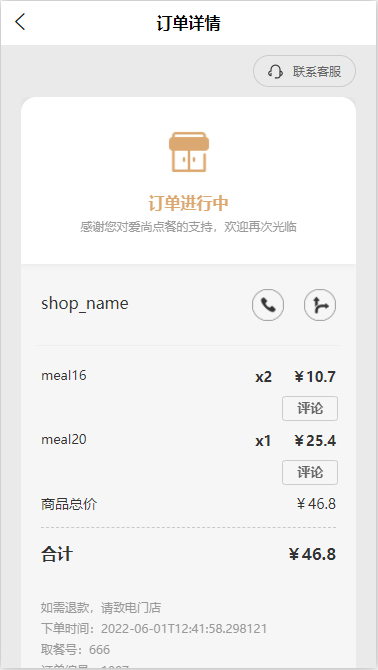 订单详情
联系客服
订单进行中
感谢您对爱尚点餐的支持，欢迎再次光临
shop_name
meal16 x2 ￥10.7
评论
meal20 x1 ￥25.4
评论
商品总价 ￥46.8
合计 ￥46.8
如需退款，请致电门店
下单时间：2022-06-01T12:41:58.298121
取餐号：666